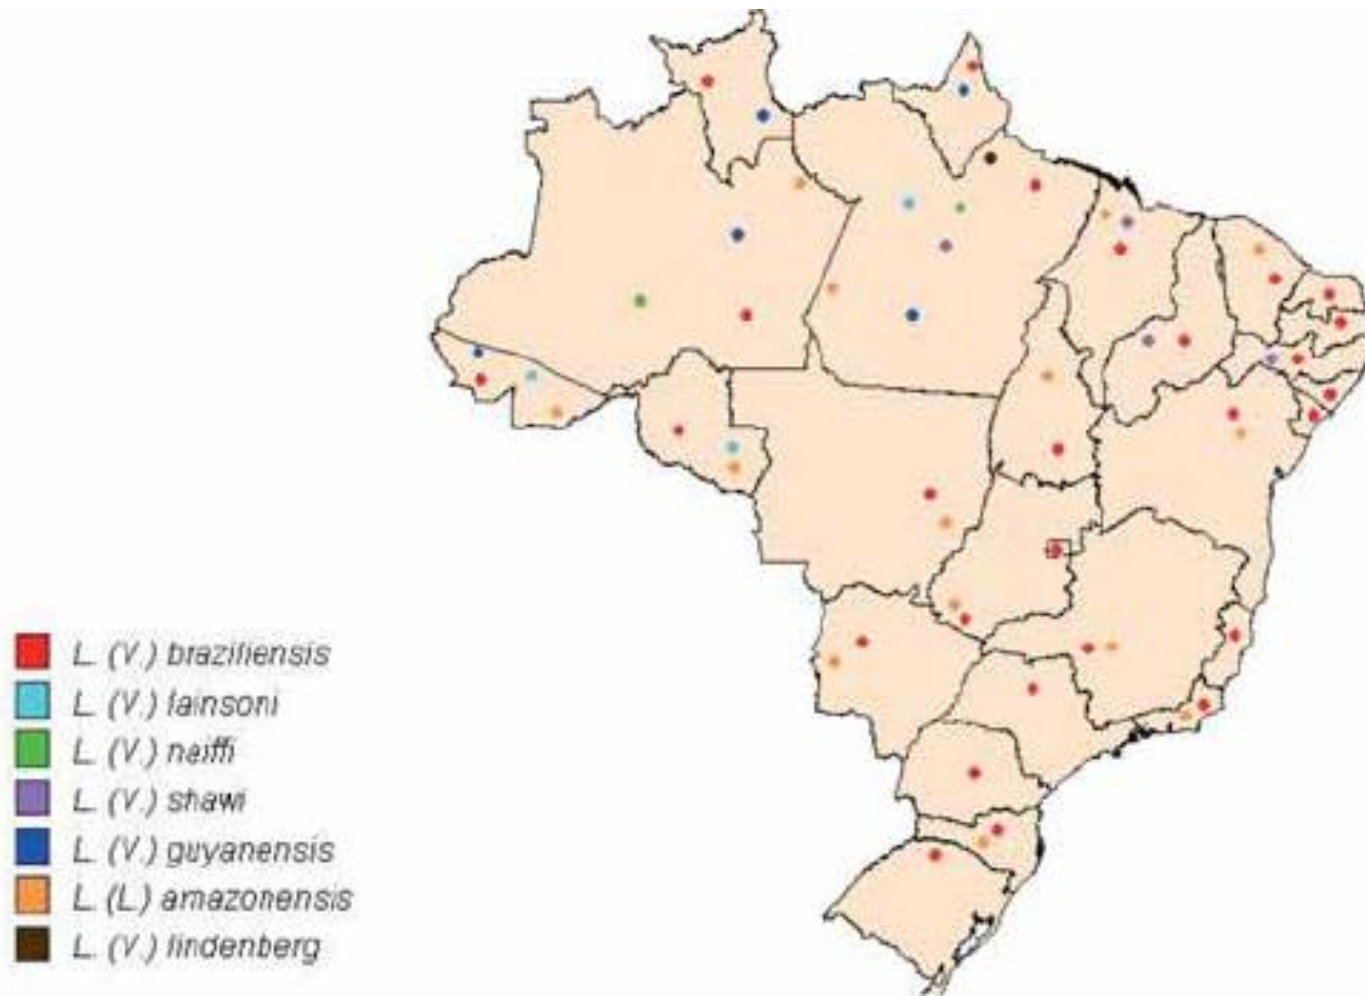 L. (V.) braziliensis
L. (V.) lainsoni
L. (V.) naiffi
L. (V.) shawi
L. (V.) guyanensis
L. (L.) amazonensis
L. (V.) lindenberg